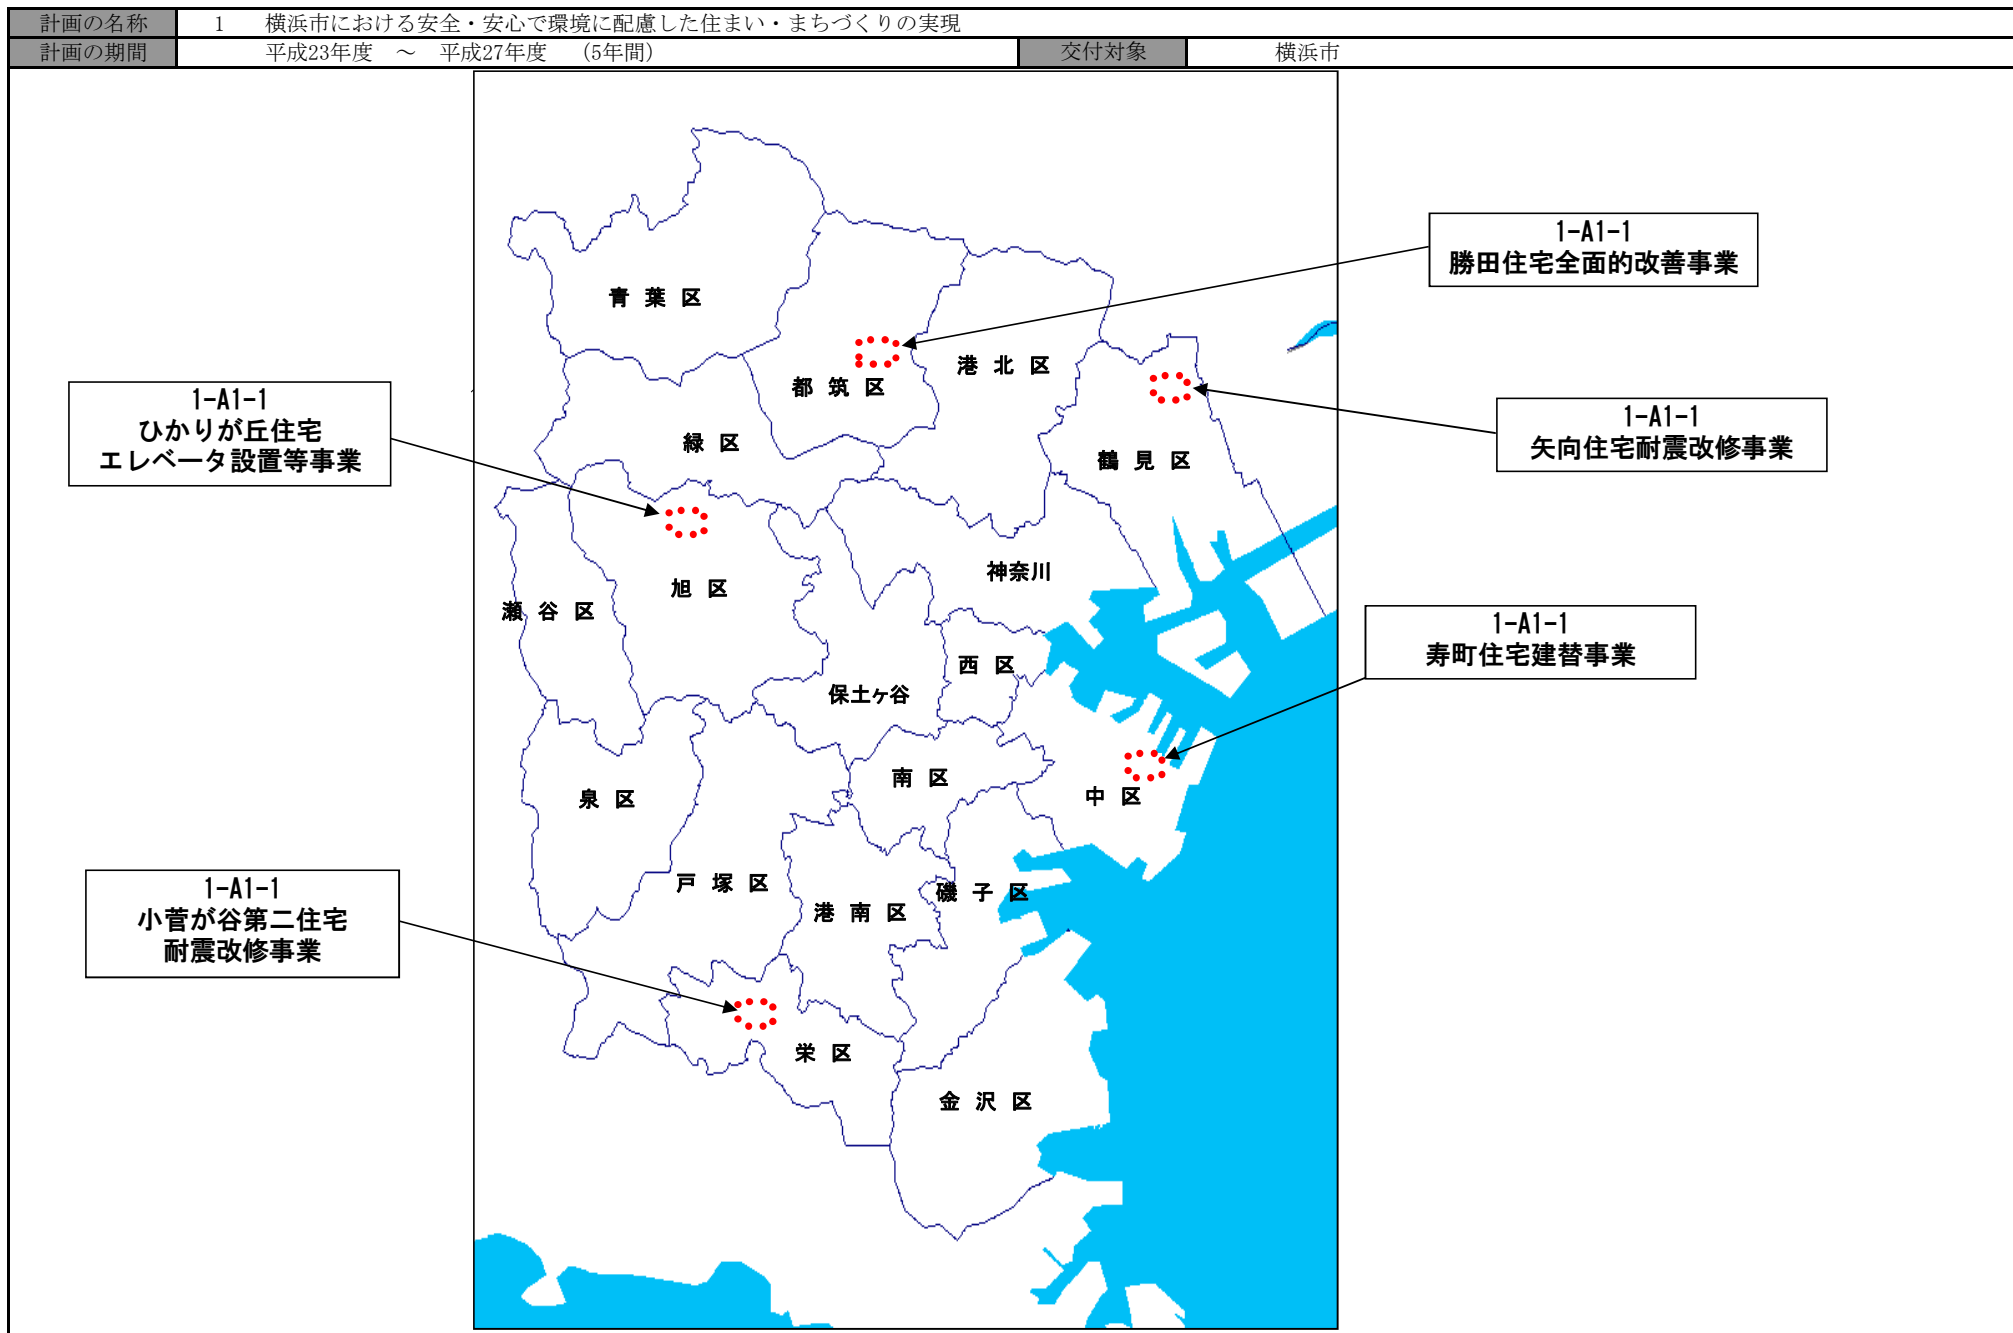 計画の名称 1 横浜市における安全・安心で環境に配慮した住まい・まちづくりの実現
計画の期間 平成23年度 ～ 平成27年度 (5年間) 交付対象 横浜市
1-A1-1
勝田住宅全面的改善事業
青葉区
港北区
都筑区
1-A1-1
ひかりが丘住宅
エレベータ設置等事業
1-A1-1
矢向住宅耐震改修事業
緑区
鶴見区
神奈川
旭区
瀬谷区
1-A1-1
寿町住宅建替事業
西区
保土ヶ谷
南区
中区
泉区
戸塚区
磯子区
港南区
1-A1-1
小菅が谷第二住宅
耐震改修事業
栄区
金沢区